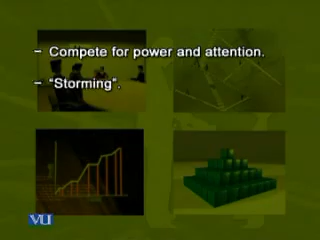 - Compete for power and attention.
- "Storming".
VU